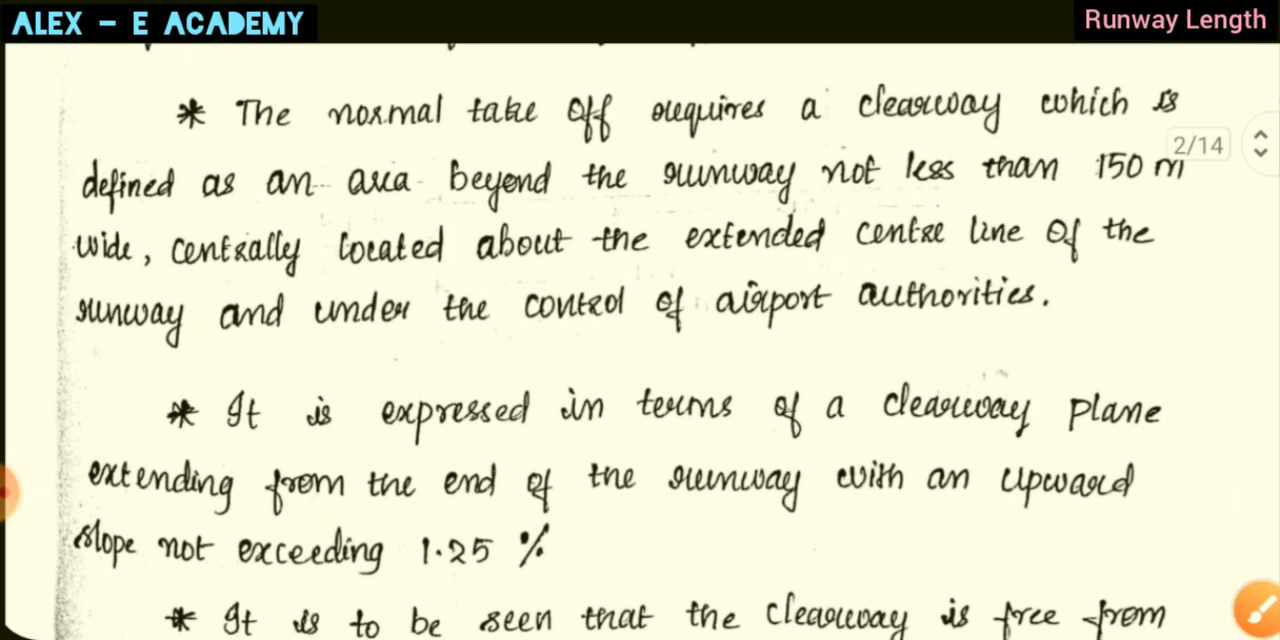 ALEX - E ACADEMY
Runway Length
* The normal take off requires a clearway which is
2/14
defined as an area beyond the runway not less than 150 m
wide, centrally located about the extended centre line of the
runway and under the control of airport authorities.
* It is expressed in terms of a clearway plane
extending from the end of the runway with an upward
slope not exceeding 1.25 %
* It is to be seen that the clearway is free from